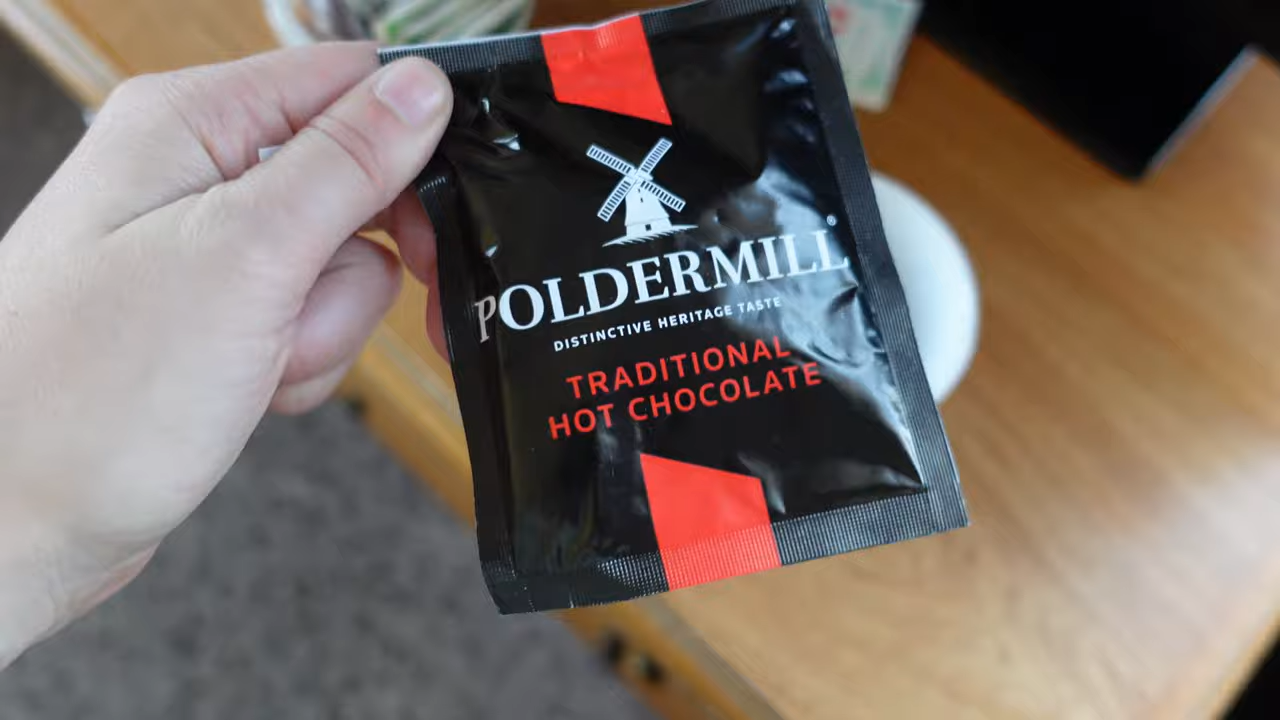 POLDERMILL®
DISTINCTIVE HERITAGE TASTE
TRADITIONAL
HOT CHOCOLATE